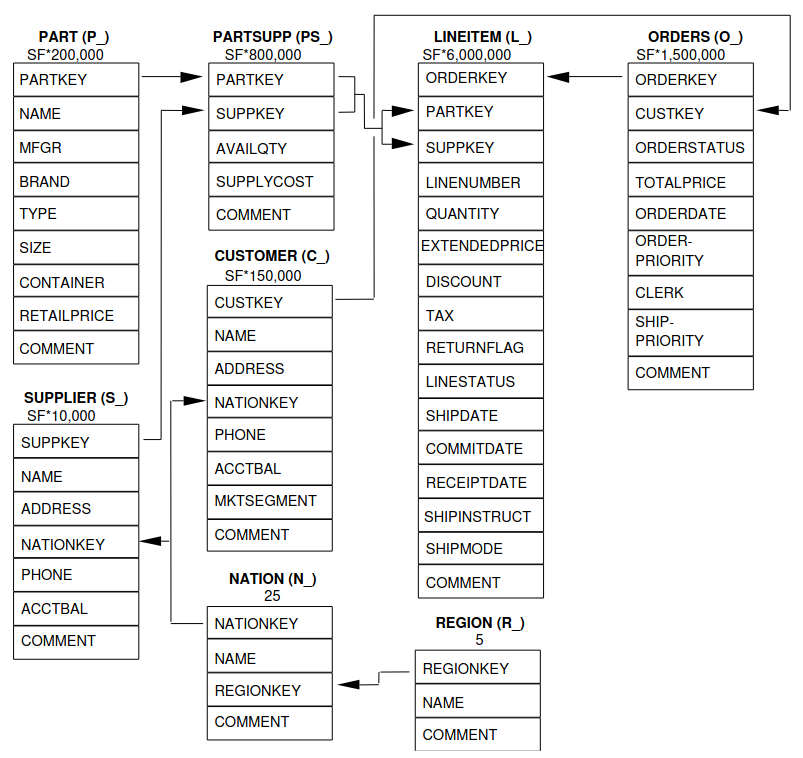 PART (P_)
SF*200,000
PARTKEY
NAME
MFGR
BRAND
TYPE
SIZE
CONTAINER
RETAILPRICE
COMMENT
SUPPLIER (S_)
SF*10,000
SUPPKEY
NAME
ADDRESS
NATIONKEY
PHONE
ACCTBAL
COMMENT
PARTSUPP (PS_)
SF*800,000
PARTKEY
SUPPKEY
AVAILQTY
SUPPLYCOST
COMMENT
CUSTOMER (C_)
SF*150,000
CUSTKEY
NAME
ADDRESS
NATIONKEY
PHONE
ACCTBAL
MKTSEGMENT
COMMENT
NATION (N_)
25
NATIONKEY
NAME
REGIONKEY
COMMENT
LINEITEM (L_)
SF*6,000,000
ORDERKEY
PARTKEY
SUPPKEY
LINENUMBER
QUANTITY
EXTENDEDPRICE
DISCOUNT
TAX
RETURNFLAG
LINESTATUS
SHIPDATE
COMMITDATE
RECEIPTDATE
SHIPINSTRUCT
SHIPMODE
COMMENT
REGION (R_)
5
REGIONKEY
NAME
COMMENT
ORDERS (O_)
SF*1,500,000
ORDERKEY
CUSTKEY
ORDERSTATUS
TOTALPRICE
ORDERDATE
ORDER-
PRIORITY
CLERK
SHIP-
PRIORITY
COMMENT